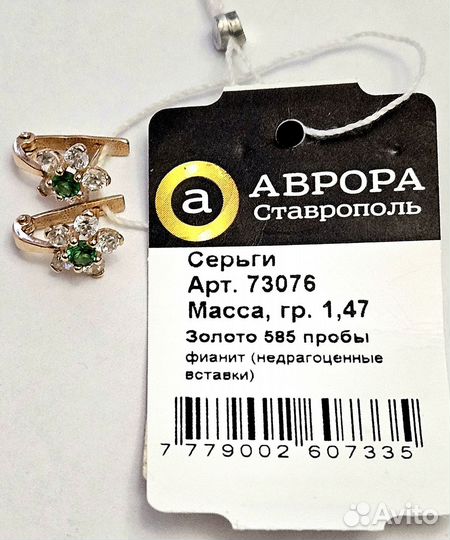 a
АВРОРА
Ставрополь
Серьги
Арт. 73076
Масса, гр. 1,47
Золото 585 пробы
фианит (недрагоценные
вставки)
7 779002 607335
Avito